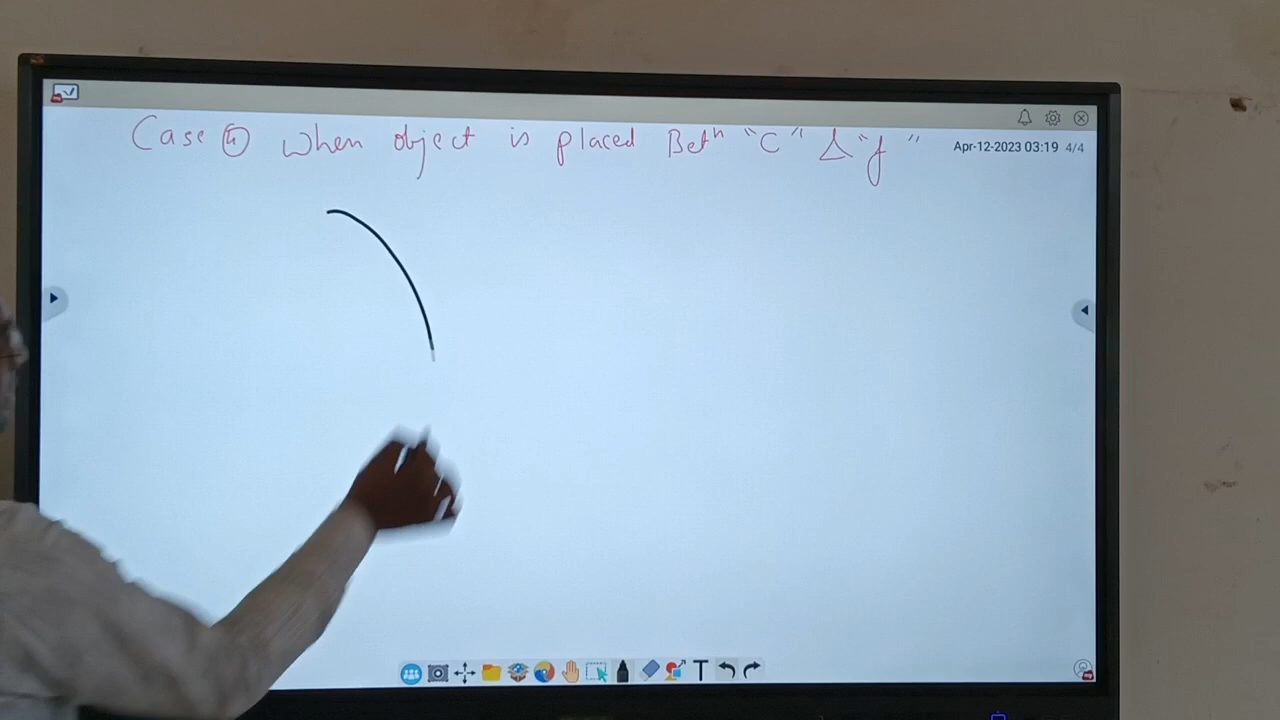 Case ④ When object is placed Betⁿ "C" & "f"
Apr-12-2023 03:19 4/4
T